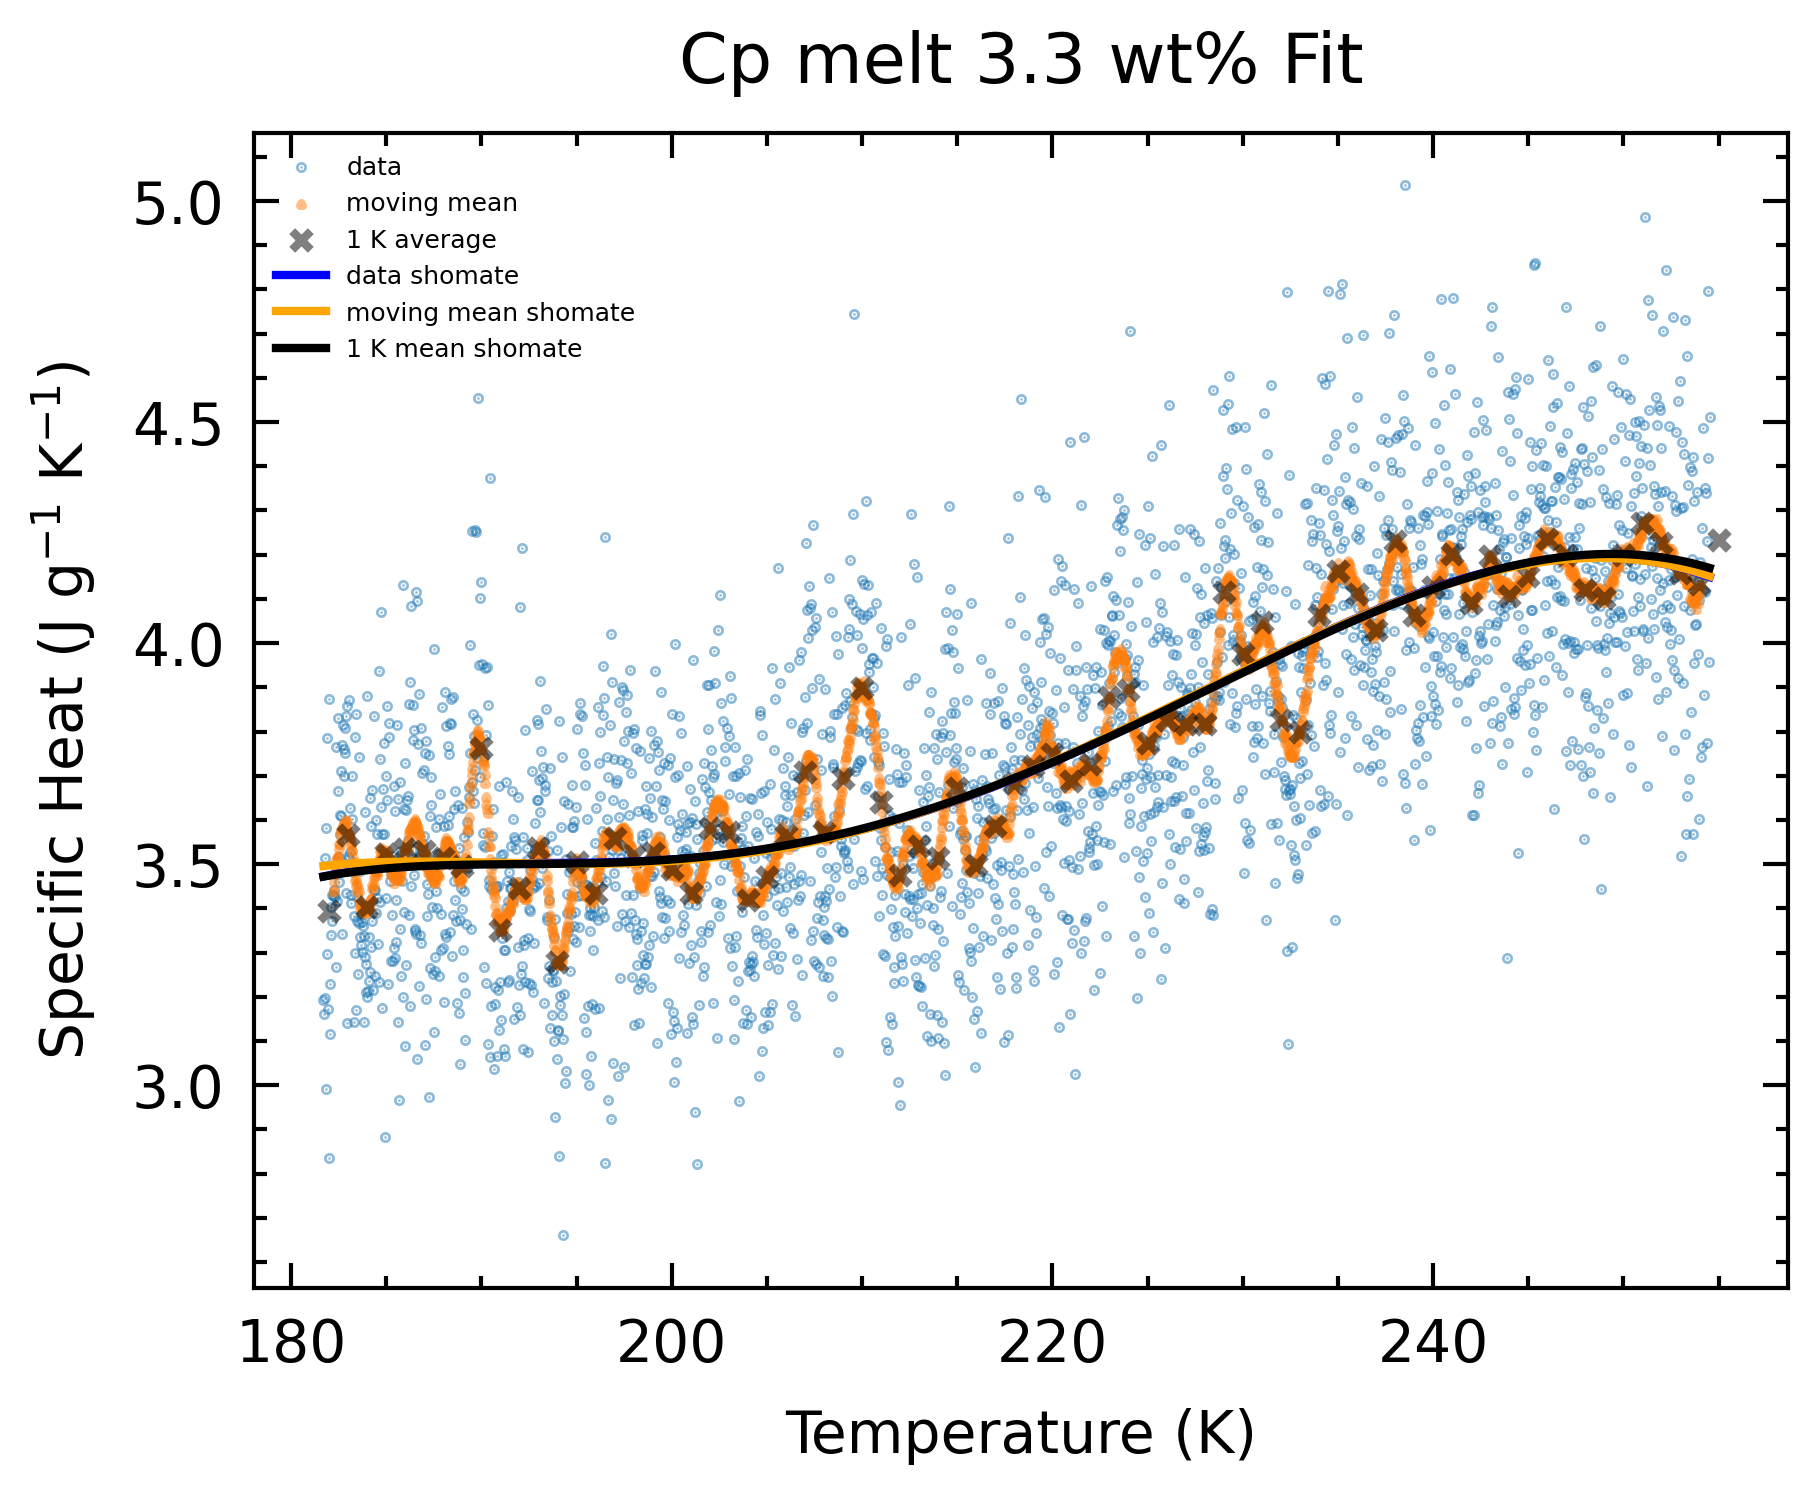 Cp melt 3.3 wt% Fit
data
moving mean
1 K average
data shomate
moving mean shomate
1 K mean shomate
5.0
4.5
4.0
3.5
3.0
Specific Heat (J g⁻¹ K⁻¹)
180 200 220 240
Temperature (K)